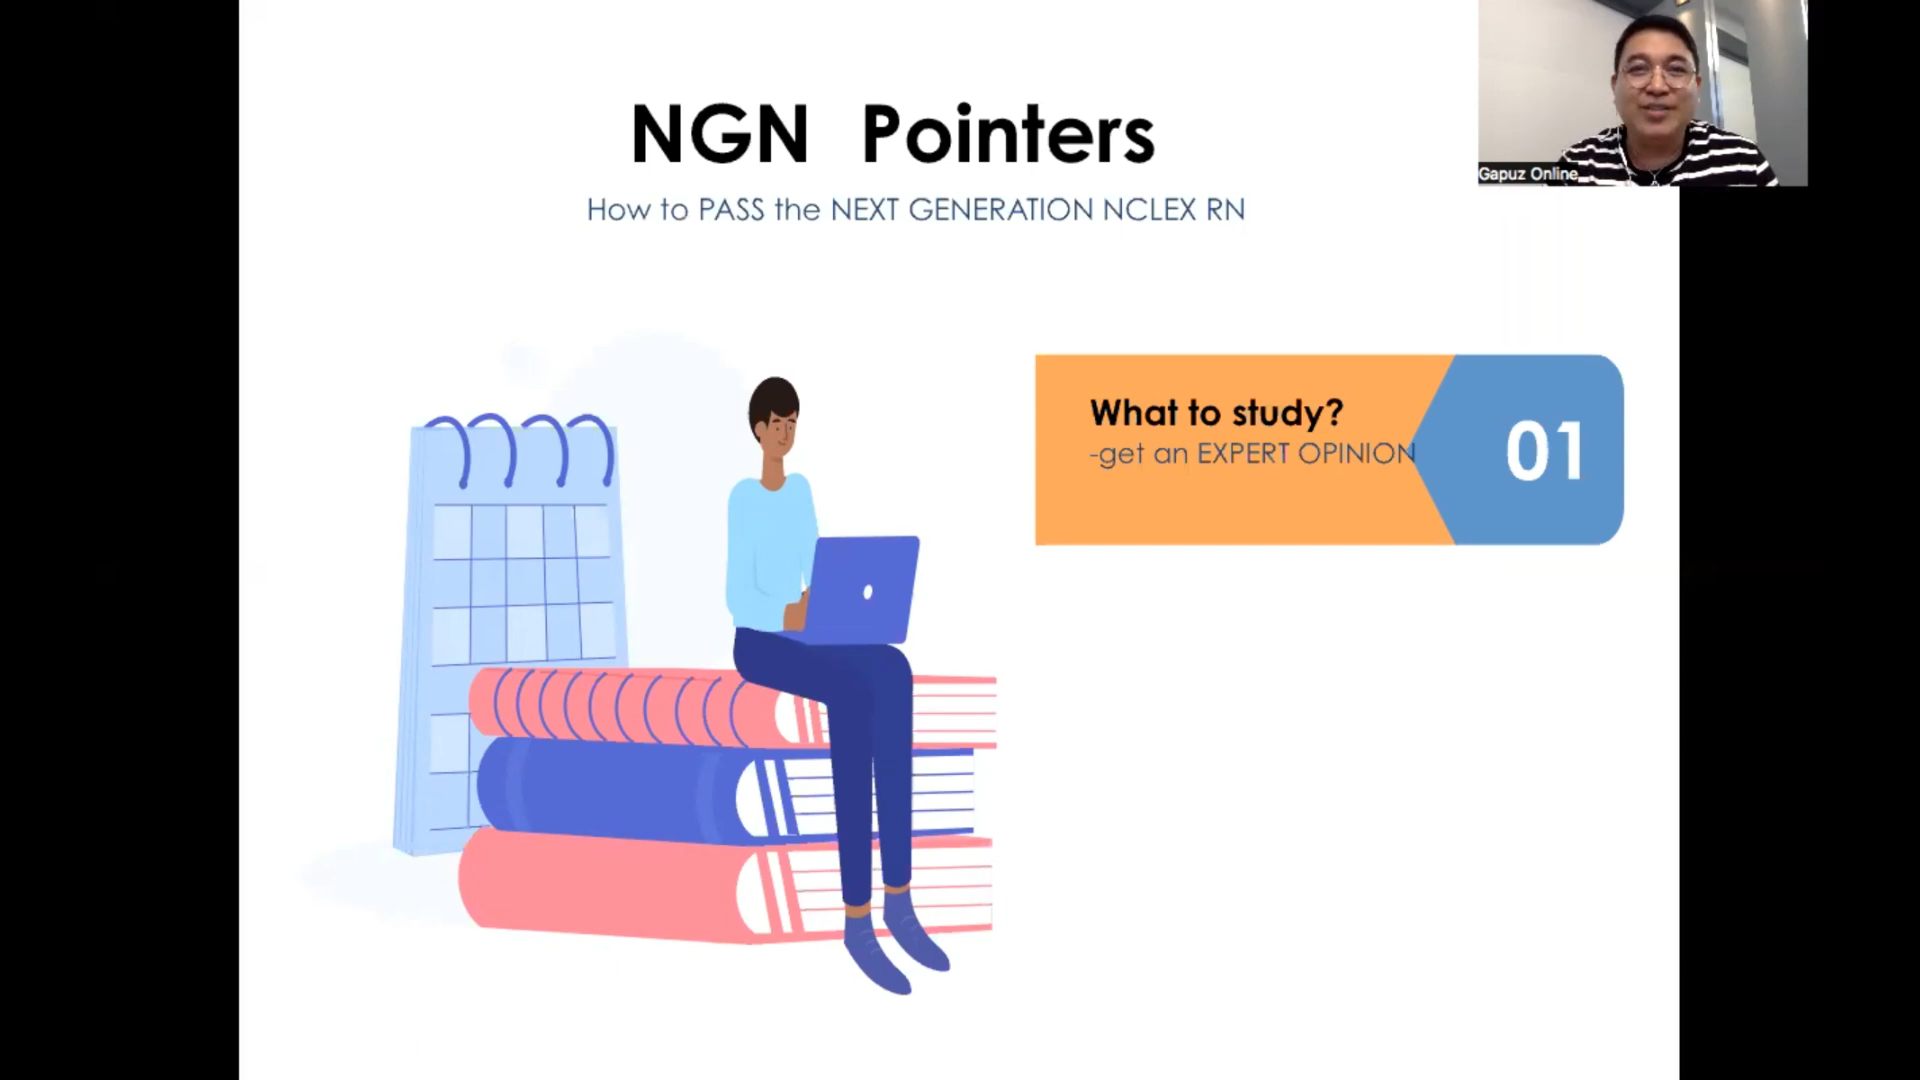 NGN Pointers
How to PASS the NEXT GENERATION NCLEX RN
Gapuz Online
What to study?
-get an EXPERT OPINION
01